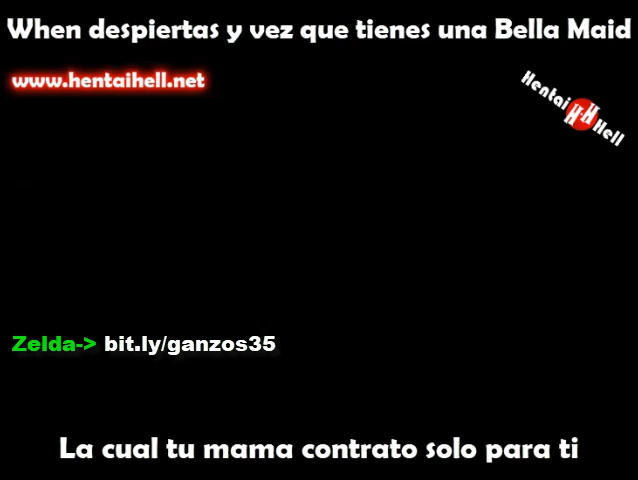 When despiertas y vez que tienes una Bella Maid
www.hentaihell.net
Hentai HH Hell
Zelda-> bit.ly/ganzos35
La cual tu mama contrato solo para ti